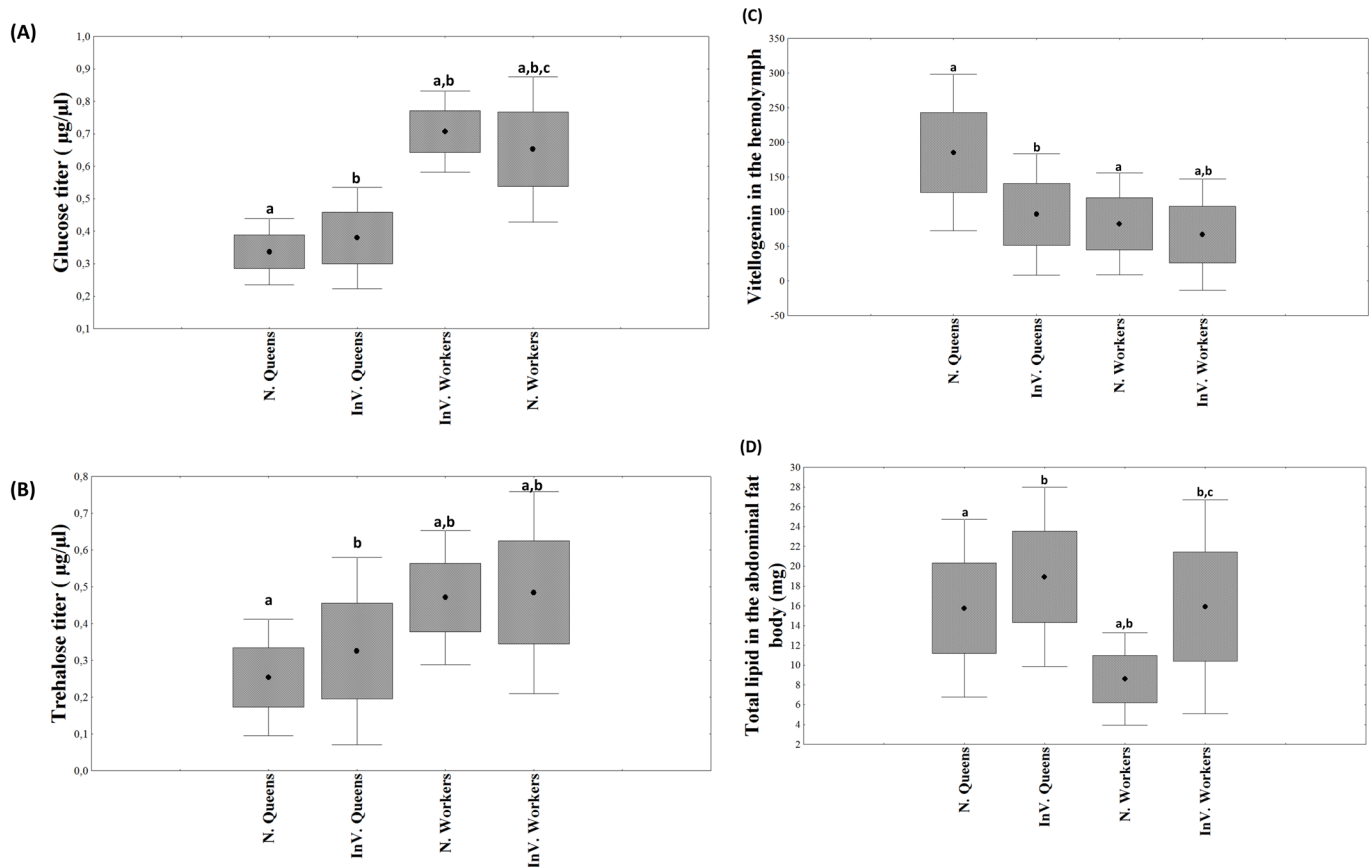 (A)
Glucose titer ( µg/µl)
1,0
0,9
0,8
0,7
0,6
0,5
0,4
0,3
0,2
0,1
a
b
a,b
a,b,c
N. Queens
InV. Queens
InV. Workers
N. Workers
(B)
Trehalose titer ( µg/µl)
0,8
0,7
0,6
0,5
0,4
0,3
0,2
0,1
0,0
a
b
a,b
a,b
N. Queens
InV. Queens
N. Workers
InV. Workers
(C)
Vitellogenin in the hemolymph
350
300
250
200
150
100
50
0
-50
a
b
a
a,b
N. Queens
InV. Queens
N. Workers
InV. Workers
(D)
Total lipid in the abdominal fat
body (mg)
30
28
26
24
22
20
18
16
14
12
10
8
6
4
2
a
b
a,b
b,c
N. Queens
InV. Queens
N. Workers
InV. Workers